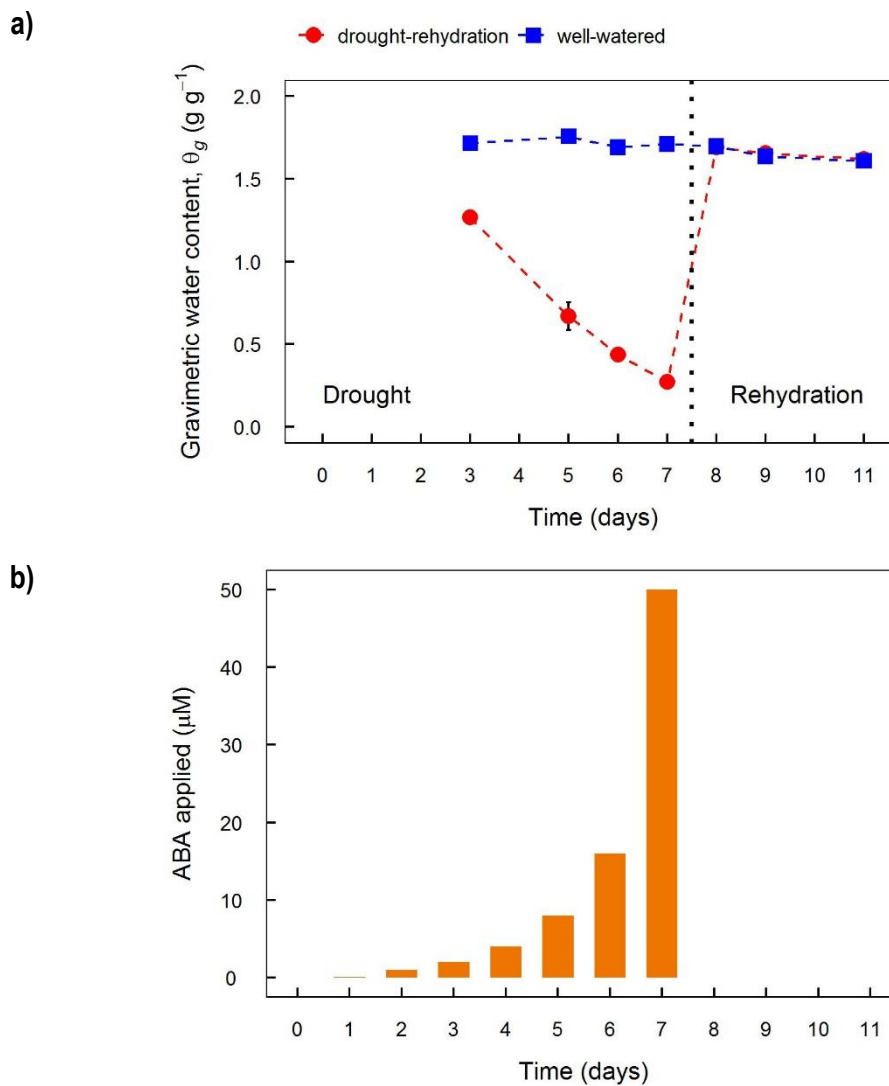 a)
drought-rehydration well-watered
Gravimetric water content, θg (g g⁻¹)
2.0
1.5
1.0
0.5
0.0
Drought
Rehydration
0 1 2 3 4 5 6 7 8 9 10 11
Time (days)
b)
ABA applied (μM)
50
40
30
20
10
0
0 1 2 3 4 5 6 7 8 9 10 11
Time (days)